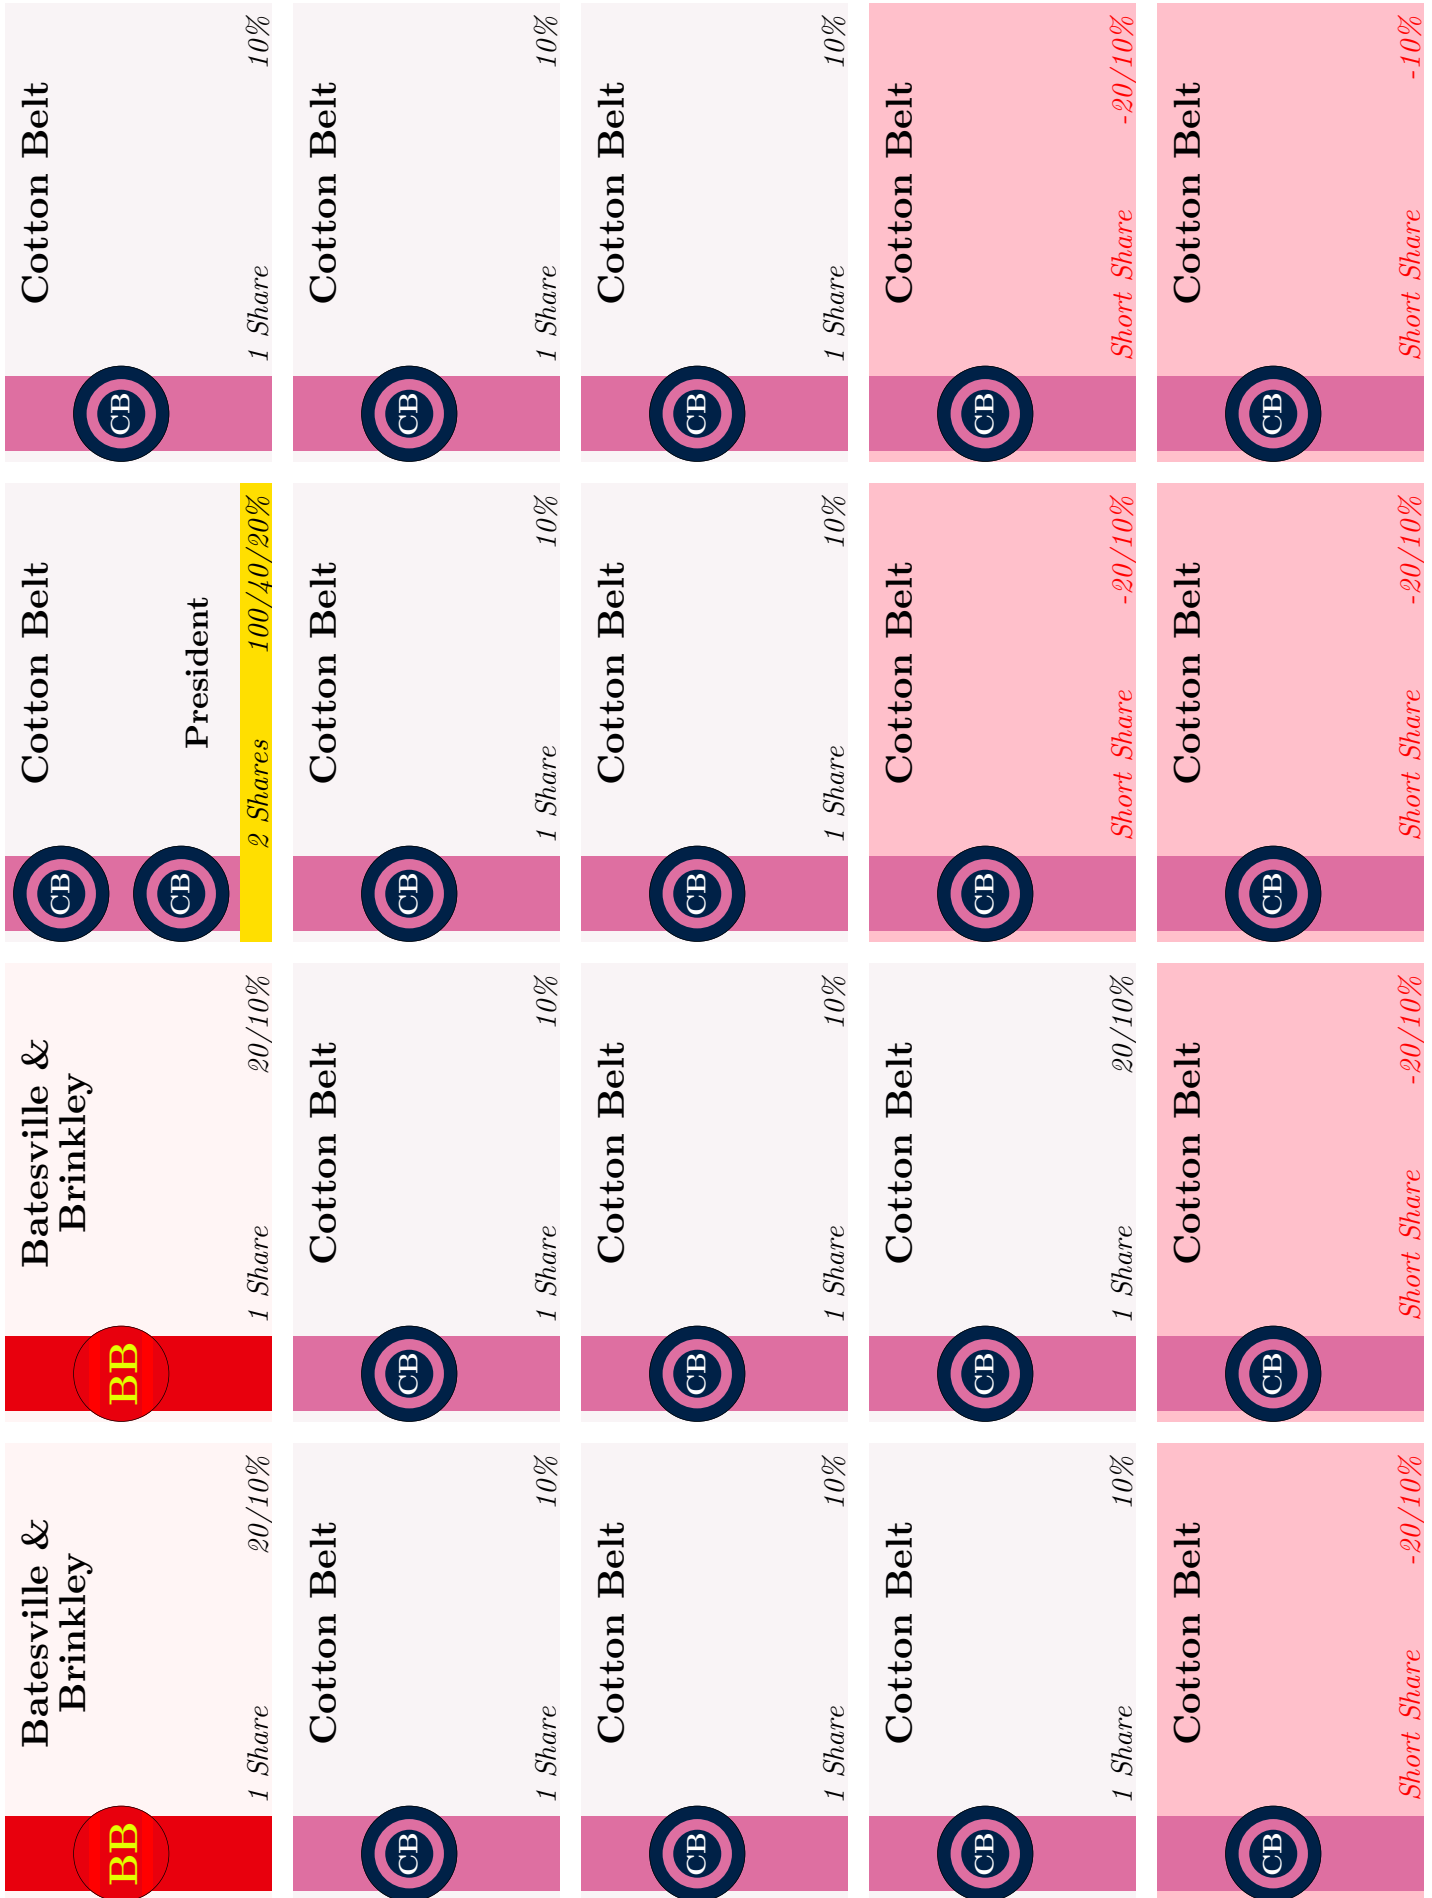 Batesville &
Brinkley
BB
1 Share 20/10%
Batesville &
Brinkley
BB
1 Share 20/10%
Cotton Belt
CB
CB
President
2 Shares 100/40/20%
Cotton Belt
CB
1 Share 10%
Cotton Belt
CB
1 Share 10%
Cotton Belt
CB
1 Share 10%
Cotton Belt
CB
1 Share 10%
Cotton Belt
CB
1 Share 10%
Cotton Belt
CB
1 Share 10%
Cotton Belt
CB
1 Share 10%
Cotton Belt
CB
1 Share 10%
Cotton Belt
CB
1 Share 10%
Cotton Belt
CB
1 Share 10%
Cotton Belt
CB
1 Share 20/10%
Cotton Belt
CB
Short Share -20/10%
Cotton Belt
CB
Short Share -20/10%
Cotton Belt
CB
Short Share -20/10%
Cotton Belt
CB
Short Share -20/10%
Cotton Belt
CB
Short Share -20/10%
Cotton Belt
CB
Short Share -10%